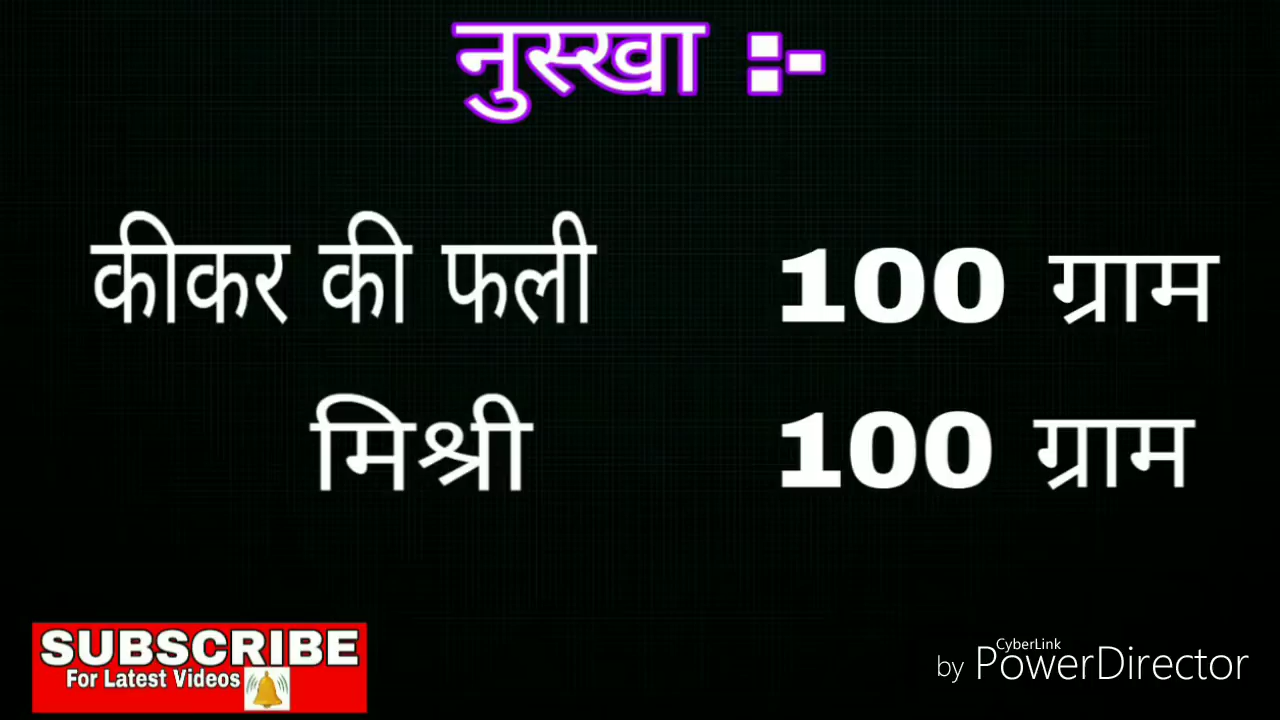 नुस्खा :-
कीकर की फली 100 ग्राम
मिश्री 100 ग्राम
SUBSCRIBE
For Latest Videos
CyberLink
by PowerDirector